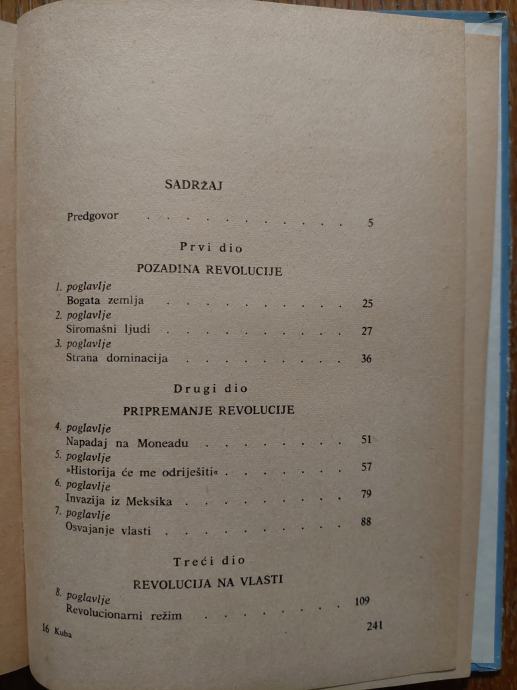 SADRŽAJ
Predgovor . . . . . . . . . . . 5
Prvi dio
POZADINA REVOLUCIJE
1. poglavlje
Bogata zemlja . . . . . . . . . . 25
2. poglavlje
Siromašni ljudi . . . . . . . . . . 27
3. poglavlje
Strana dominacija . . . . . . . . . 36
Drugi dio
PRIPREMANJE REVOLUCIJE
4. poglavlje
Napadaj na Moneadu . . . . . . . . 51
5. poglavlje
»Historija će me odriješiti« . . . . . . . 57
6. poglavlje
Invazija iz Meksika . . . . . . . . . 79
7. poglavlje
Osvajanje vlasti . . . . . . . . . . 88
Treći dio
REVOLUCIJA NA VLASTI
8. poglavlje
Revolucionarni režim . . . . . . . . 109
16 Kuba 241